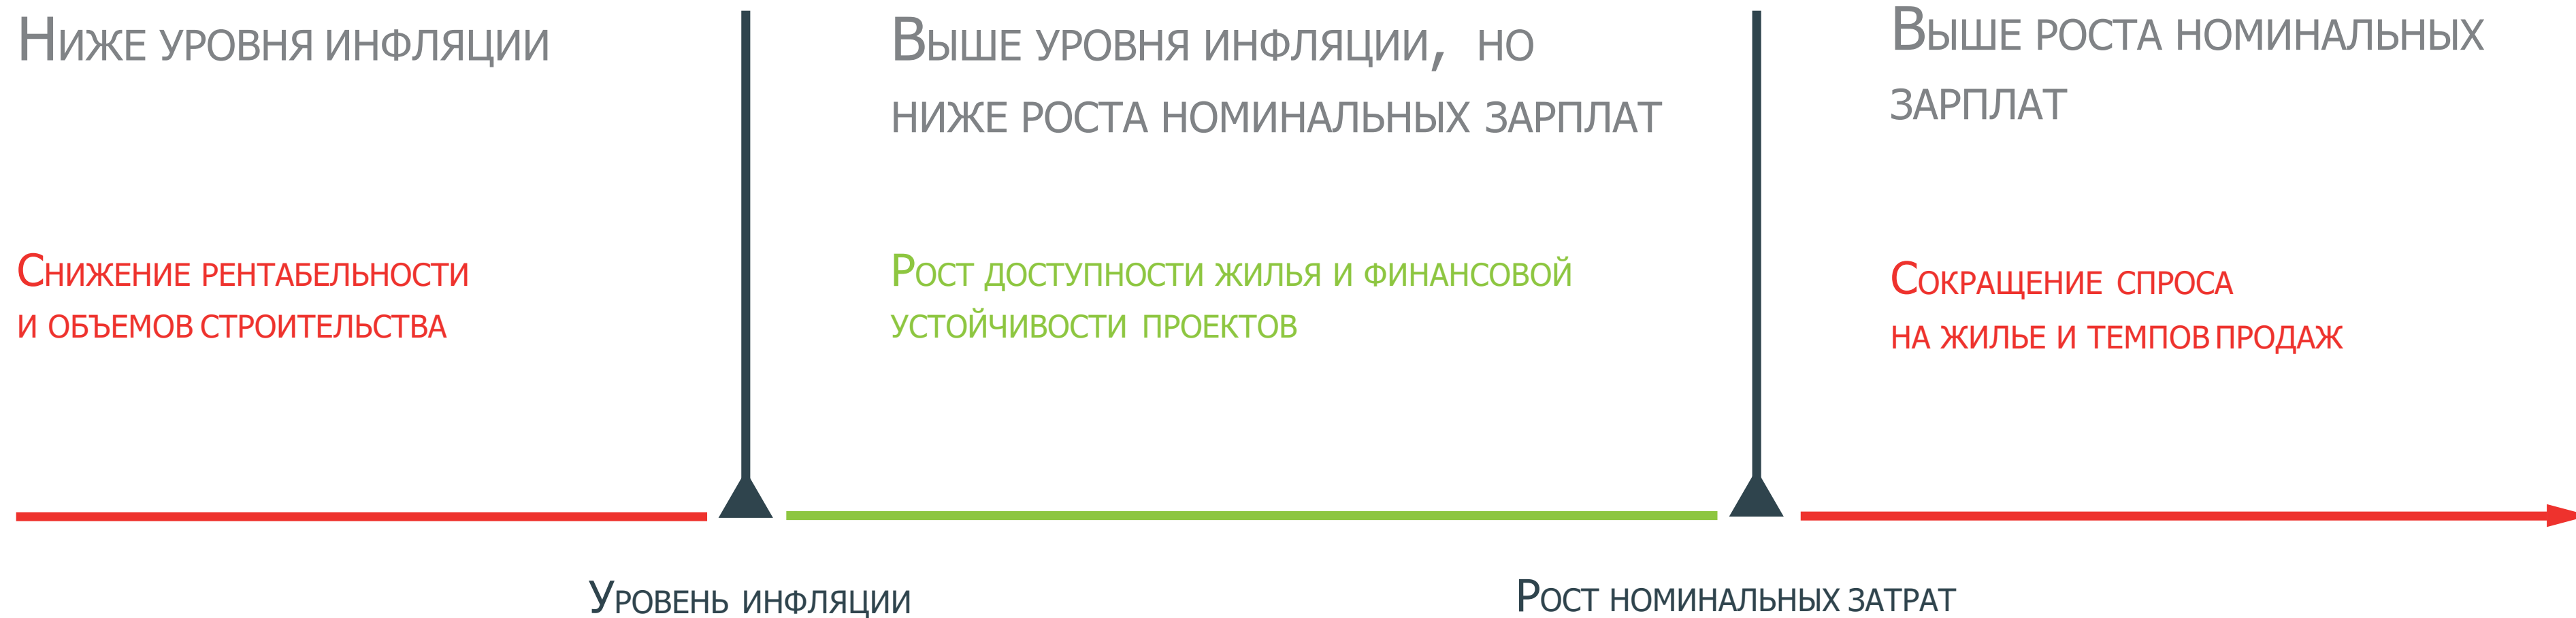 Ниже уровня инфляции
Выше уровня инфляции, но
ниже роста номинальных зарплат
Выше роста номинальных
зарплат
Снижение рентабельности
и объемов строительства
Рост доступности жилья и финансовой
устойчивости проектов
Сокращение спроса
на жилье и темпов продаж
Уровень инфляции
Рост номинальных затрат